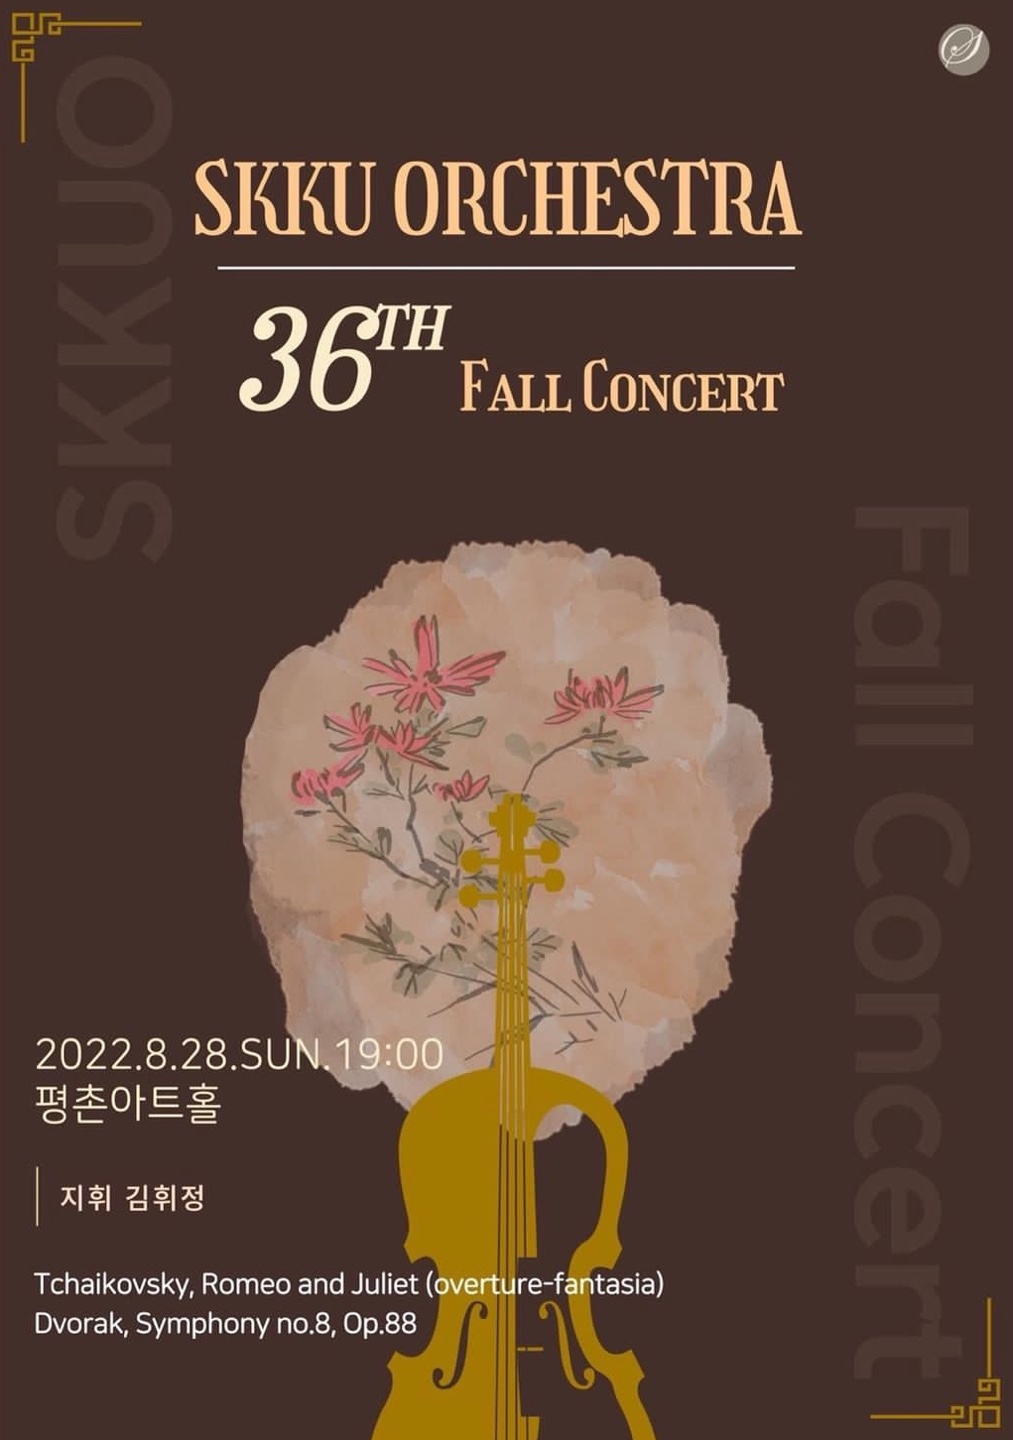 SKKUO
SKKU ORCHESTRA
36TH FALL CONCERT
Fall Concert
2022.8.28.SUN.19:00
평촌아트홀
지휘 김휘정
Tchaikovsky, Romeo and Juliet (overture-fantasia)
Dvorak, Symphony no.8, Op.88